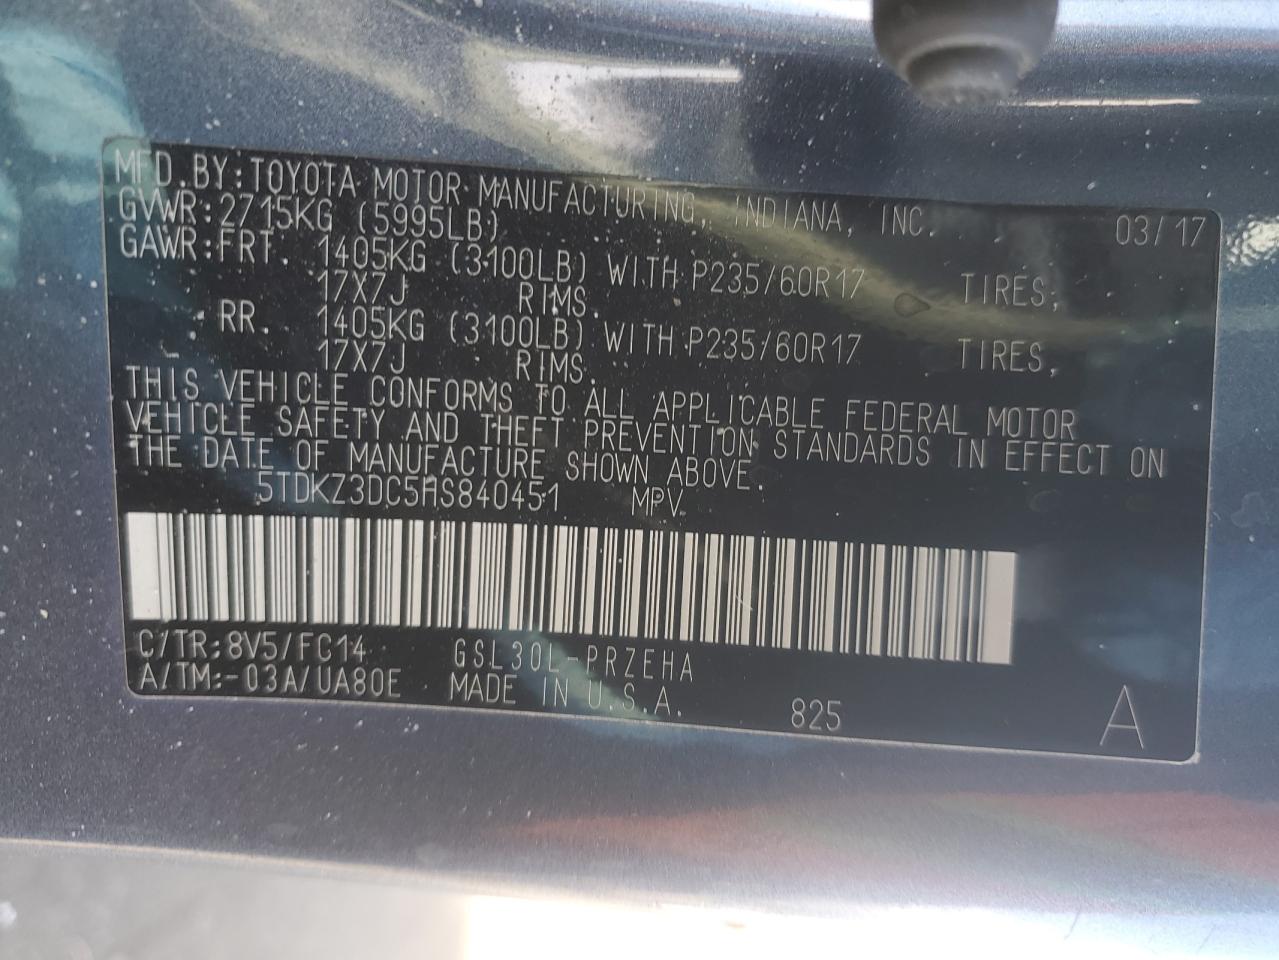 MFD. BY: TOYOTA MOTOR MANUFACTURING, INDIANA, INC. 03/17
GVWR: 2715KG (5995LB)
GAWR: FRT. 1405KG (3100LB) WITH P235/60R17 TIRES,
17X7J RIMS.
RR. 1405KG (3100LB) WITH P235/60R17 TIRES,
17X7J RIMS.
THIS VEHICLE CONFORMS TO ALL APPLICABLE FEDERAL MOTOR
VEHICLE SAFETY AND THEFT PREVENTION STANDARDS IN EFFECT ON
THE DATE OF MANUFACTURE SHOWN ABOVE.
5TDKZ3DC5HS840451 MPV
C/TR: 8V5/FC14 GSL30L-PRZEHA
A/TM: -03A/UA80E MADE IN U.S.A. 825 A